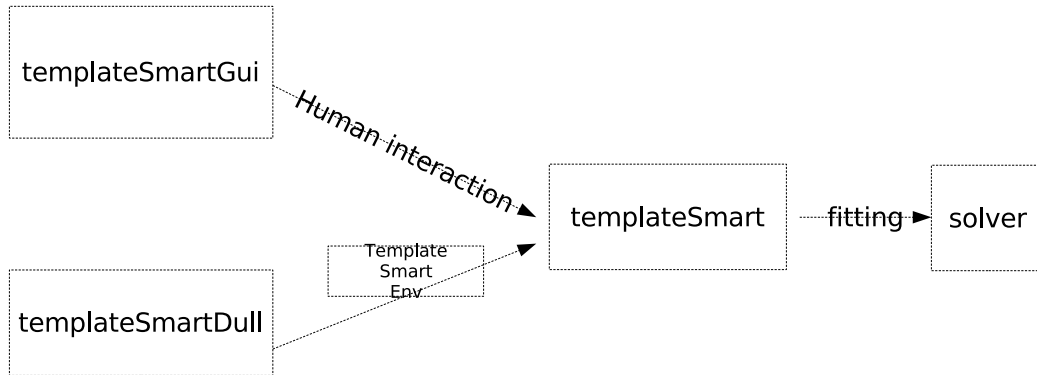 templateSmartGui
Human interaction
templateSmart
fitting
solver
Template
Smart
Env
templateSmartDull